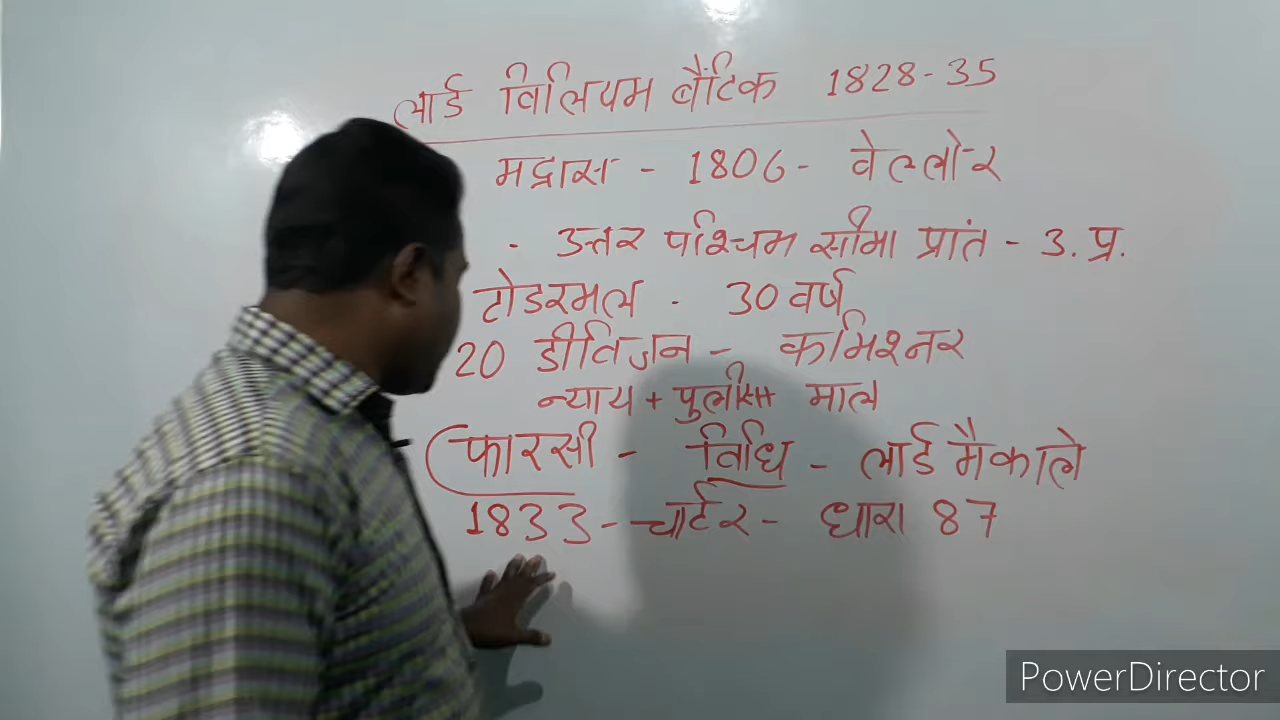 लार्ड विलियम बैंटिक 1828-35
मद्रास - 1806- वेल्लोर
· उत्तर पश्चिम सीमा प्रांत - उ.प्र.
टोडरमल - 30 वर्ष
20 डीविजन - कमिश्नर
न्याय + पुलिस + माल
फारसी - विधि - लार्ड मैकाले
1833 - चार्टर - धारा 87
PowerDirector